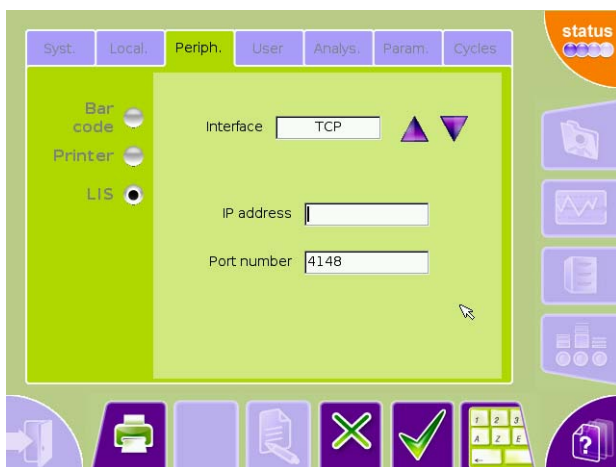 status
Syst. Local. Periph. User Analys. Param. Cycles
Bar
code
Printer
LIS
Interface TCP
IP address
Port number 4148
1 2 3
A Z E
?